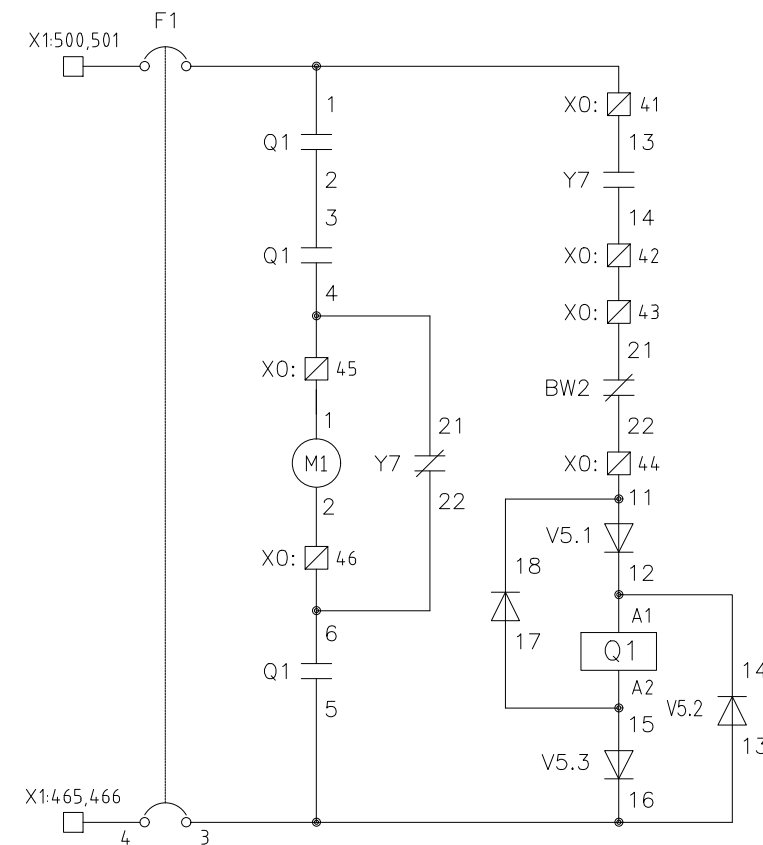 F1
X1:500,501
1
Q1
2
3
Q1
4
X0: 45
1
M1
2
X0: 46
21
Y7
22
6
Q1
5
X0: 41
13
Y7
14
X0: 42
X0: 43
21
BW2
22
X0: 44
11
V5.1
12
18
17
A1
Q1
A2
15
V5.3
16
14
V5.2
13
X1:465,466
4
3